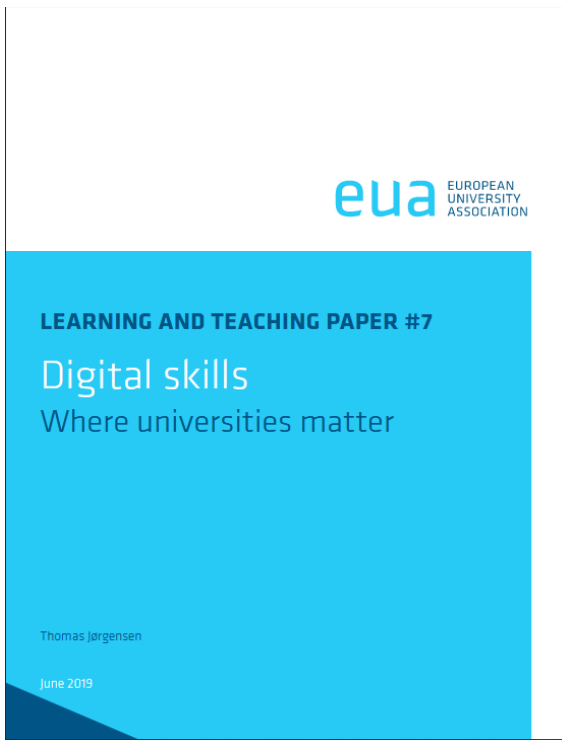 eua
EUROPEAN
UNIVERSITY
ASSOCIATION
LEARNING AND TEACHING PAPER #7
Digital skills
Where universities matter
Thomas Jørgensen
June 2019